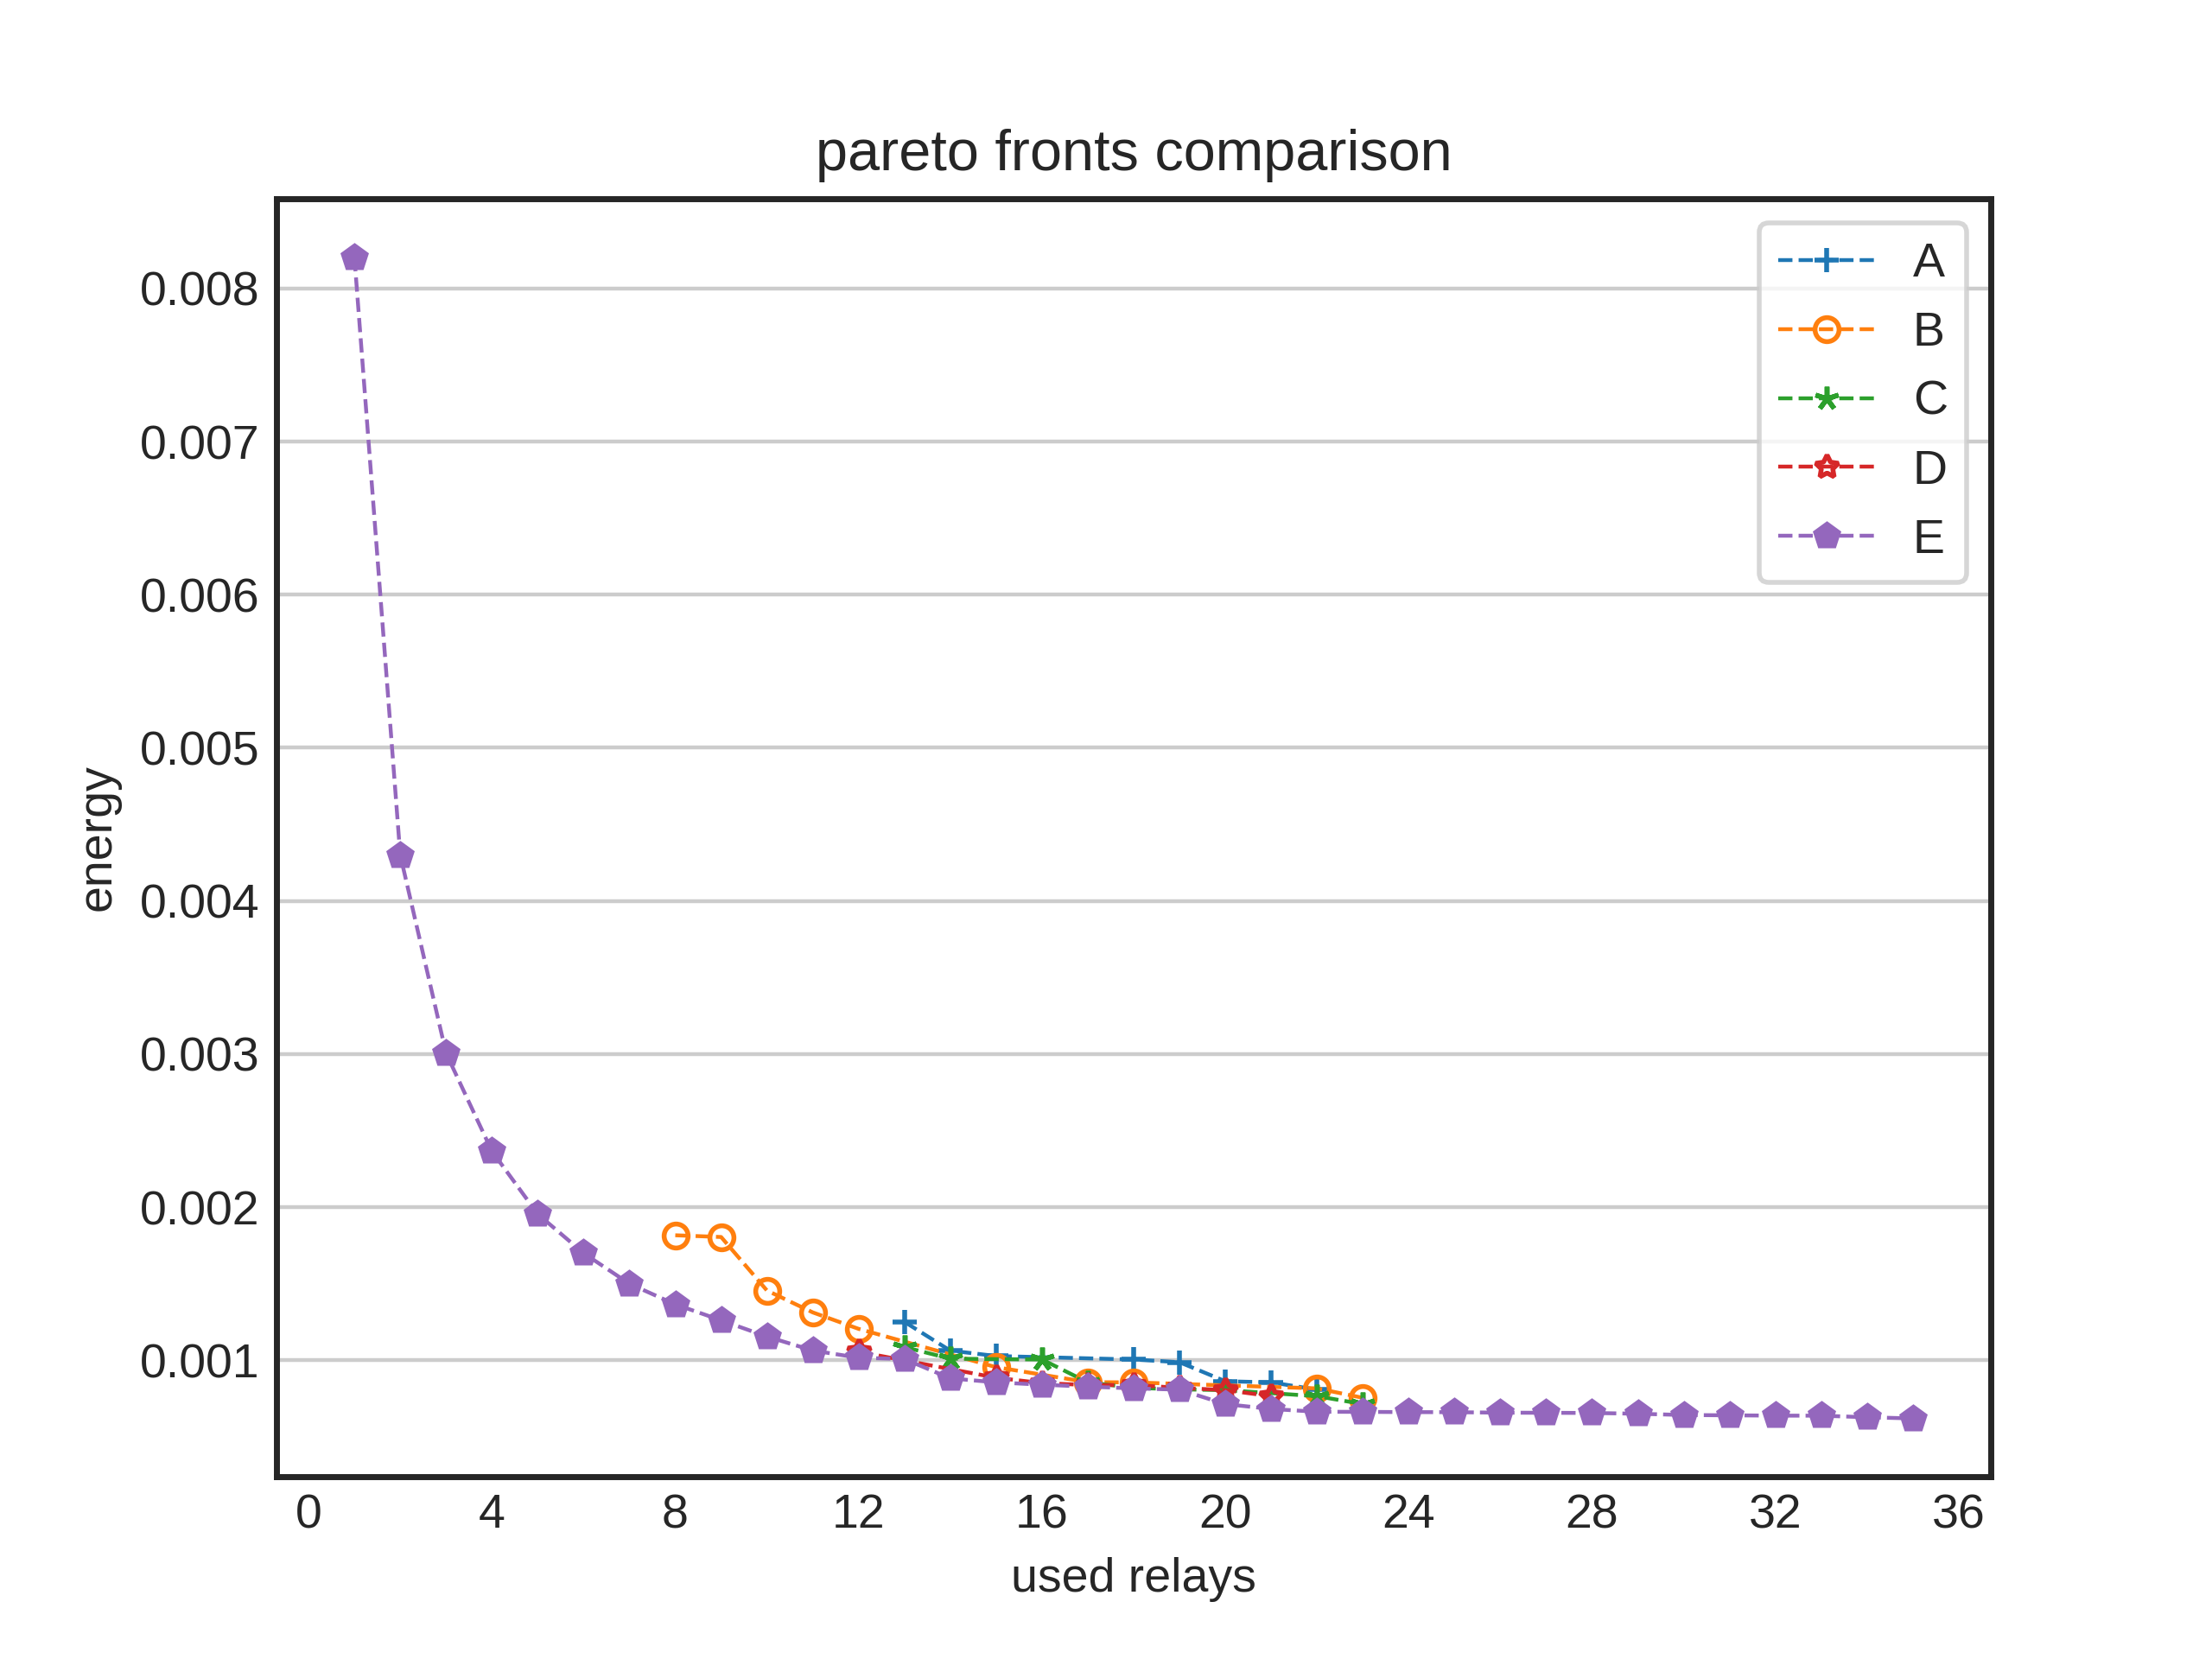 pareto fronts comparison
A
B
C
D
E
0.008
0.007
0.006
0.005
0.004
0.003
0.002
0.001
energy
0 4 8 12 16 20 24 28 32 36
used relays